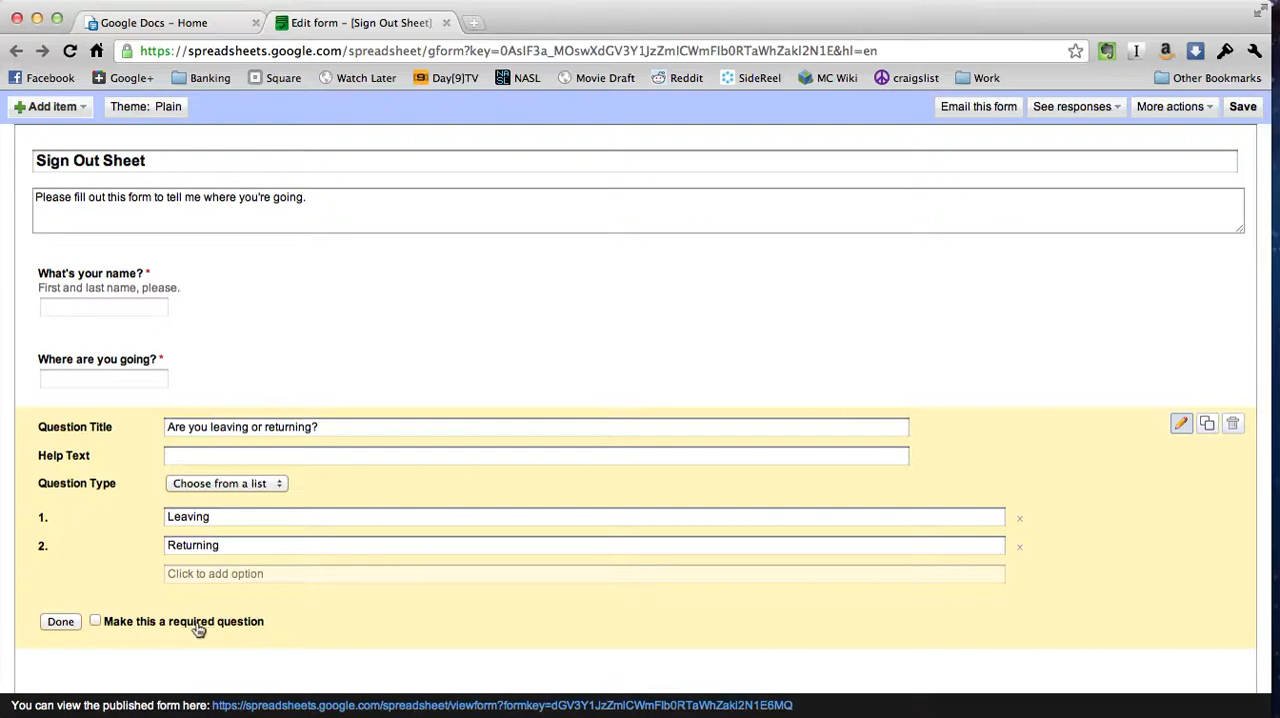 Google Docs – Home
Edit form – [Sign Out Sheet]
https://spreadsheets.google.com/spreadsheet/gform?key=0AslF3a_MOswXdGV3Y1JzZmlCWmFlb0RTaWhZakl2N1E&hl=en
Facebook Google+ Banking Square Watch Later Day[9]TV NASL Movie Draft Reddit SideReel MC Wiki craigslist Work Other Bookmarks
Add item Theme: Plain Email this form See responses More actions Save
Sign Out Sheet
Please fill out this form to tell me where you're going.
What's your name? *
First and last name, please.
Where are you going? *
Question Title Are you leaving or returning?
Help Text
Question Type Choose from a list
1. Leaving
2. Returning
Click to add option
Done Make this a required question
You can view the published form here: https://spreadsheets.google.com/spreadsheet/viewform?formkey=dGV3Y1JzZmlCWmFlb0RTaWhZakl2N1E6MQ